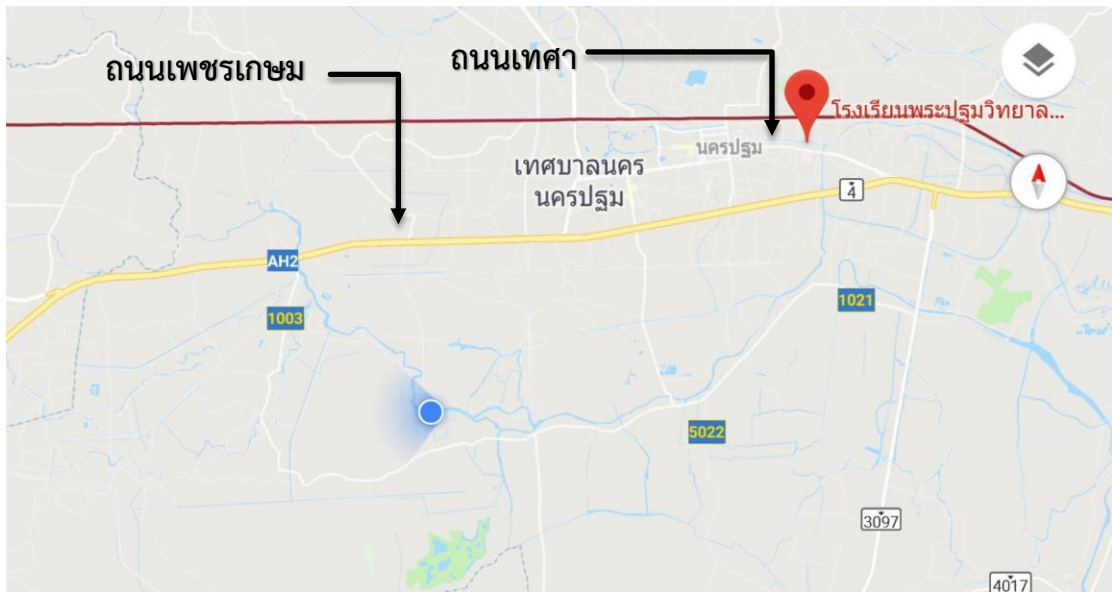 ถนนเพชรเกษม
ถนนเทศา
โรงเรียนพระปฐมวิทยาล...
นครปฐม
เทศบาลนคร
นครปฐม
4
AH2
1003
1021
5022
3097
4017